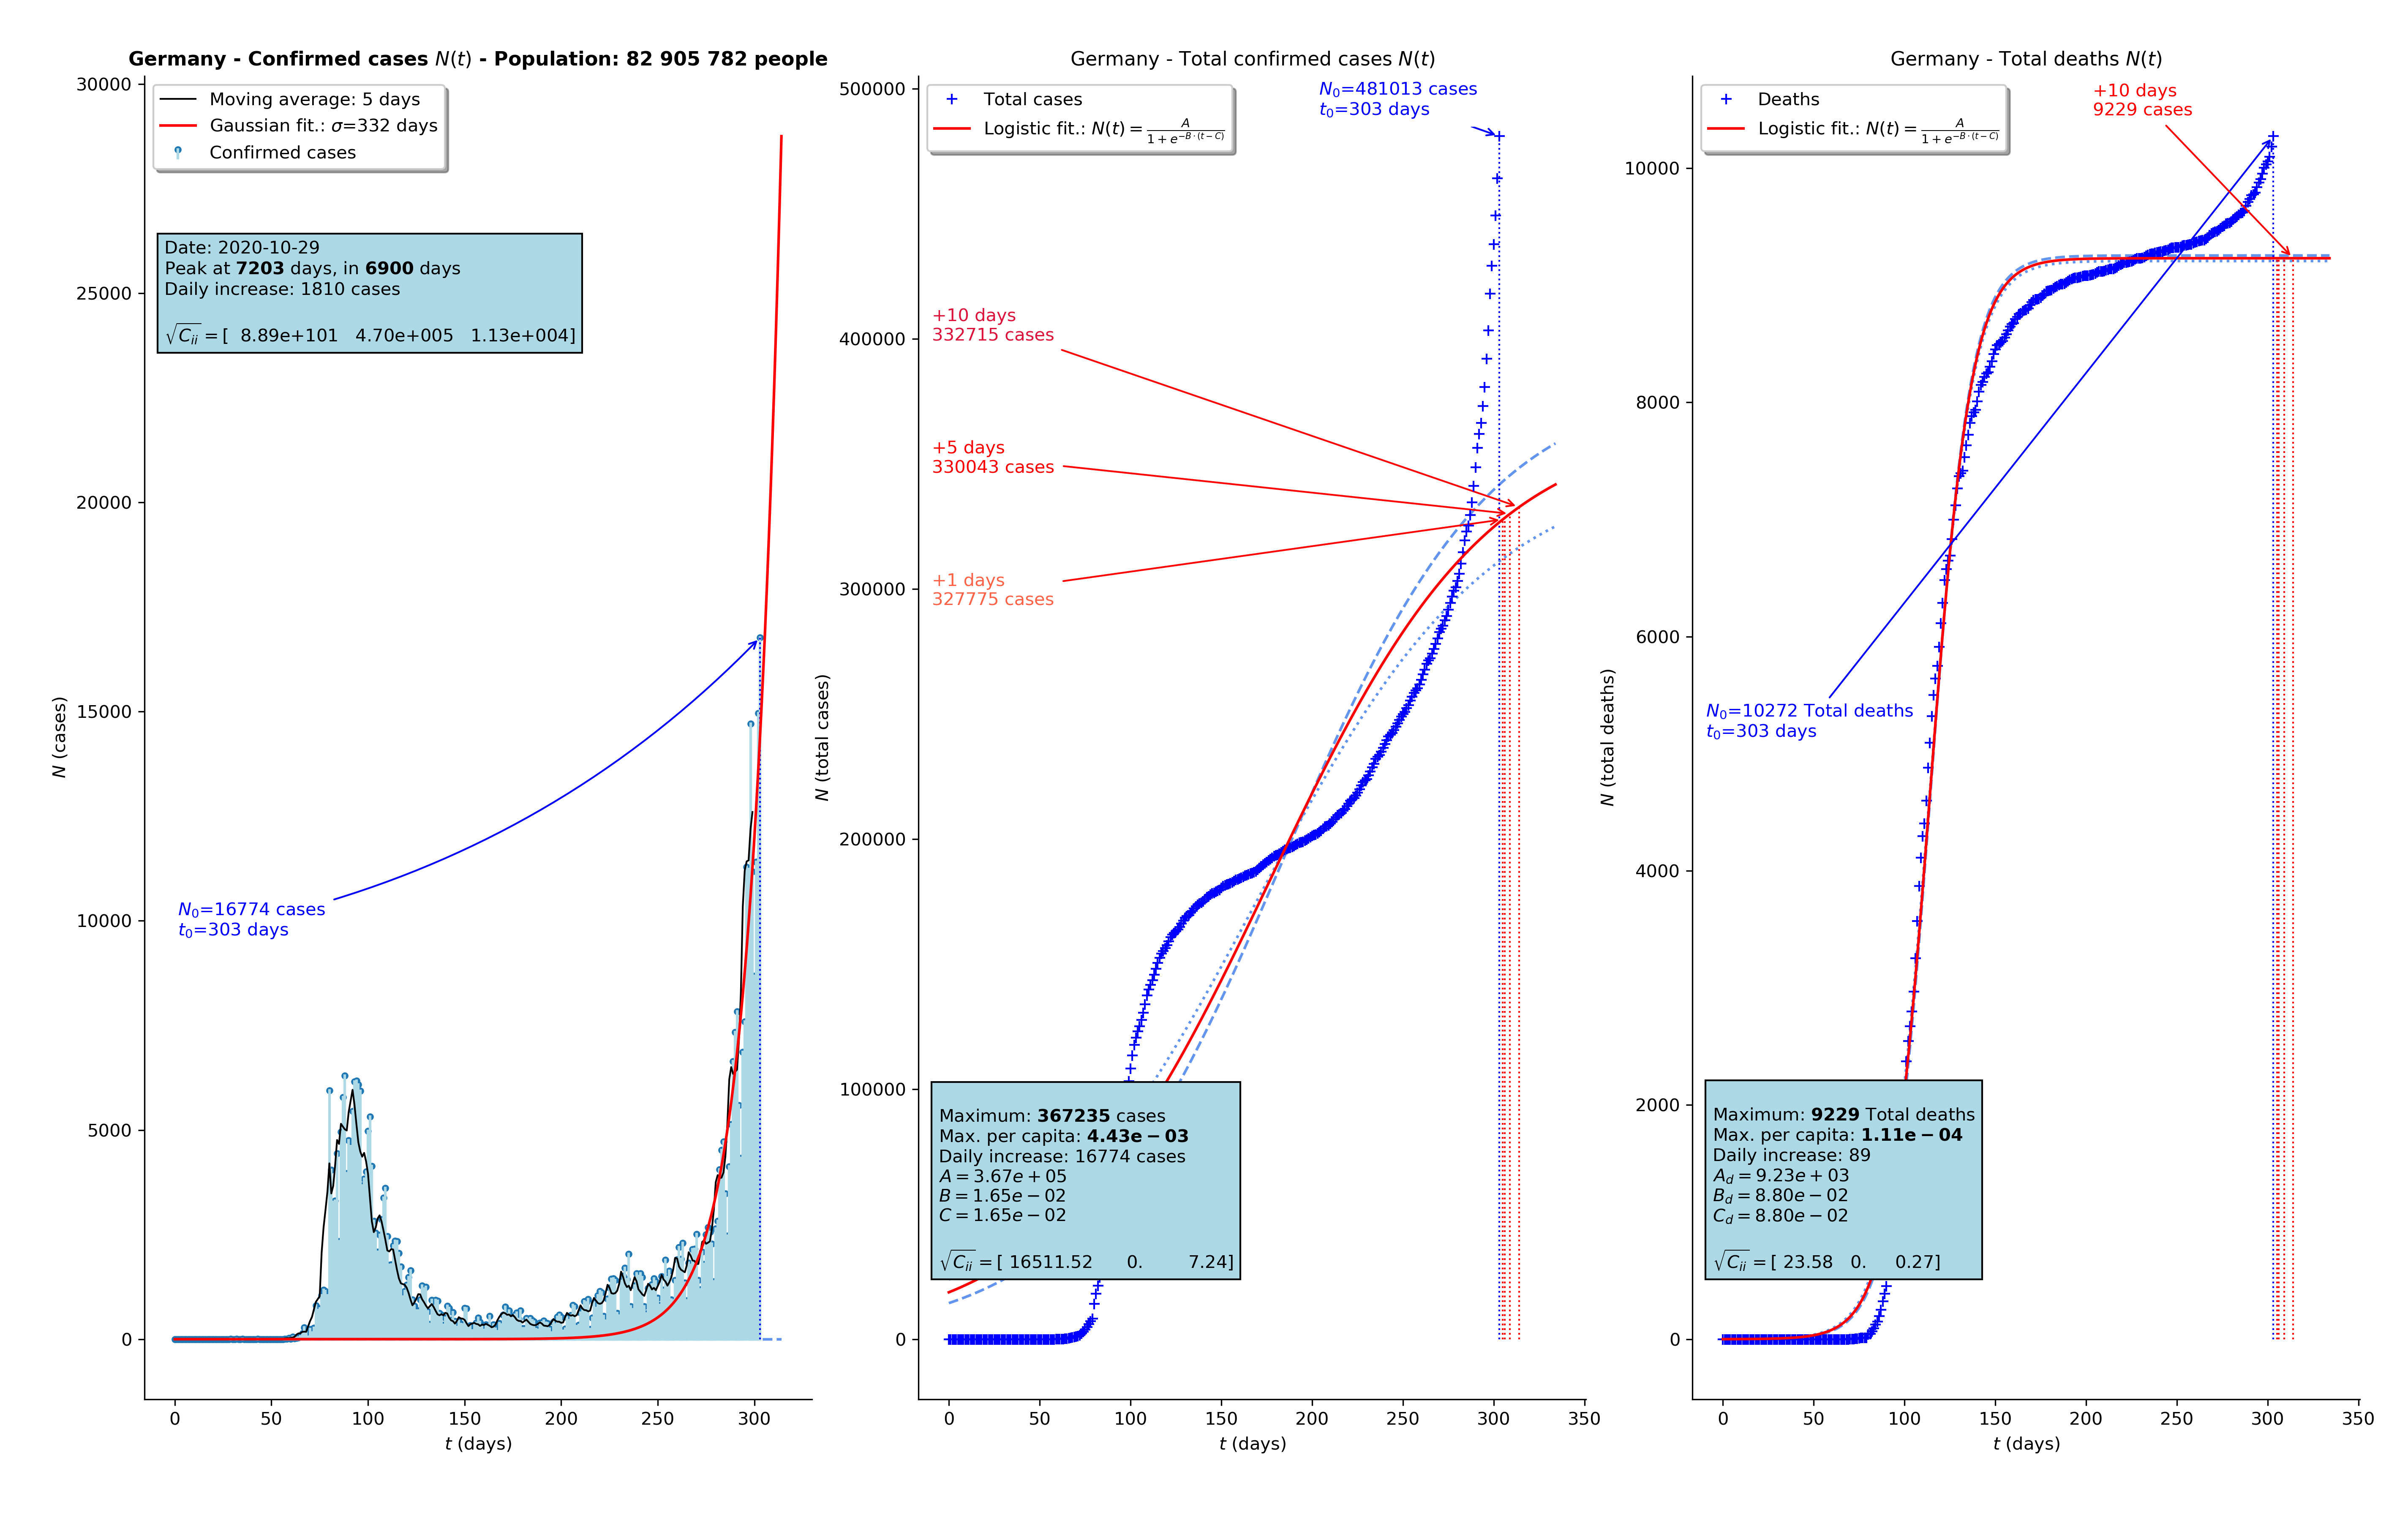 Germany - Confirmed cases N(t) - Population: 82 905 782 people
30000
25000
20000
15000
10000
5000
0
N (cases)
Moving average: 5 days
Gaussian fit.: σ=332 days
Confirmed cases
Date: 2020-10-29
Peak at 7203 days, in 6900 days
Daily increase: 1810 cases
√C_ii = [ 8.89e+101 4.70e+005 1.13e+004]
N₀=16774 cases
t₀=303 days
0 50 100 150 200 250 300
t (days)
Germany - Total confirmed cases N(t)
500000
400000
300000
200000
100000
0
N (total cases)
Total cases
Logistic fit.: N(t) = A / (1 + e^(−B·(t−C)))
N₀=481013 cases
t₀=303 days
+10 days
332715 cases
+5 days
330043 cases
+1 days
327775 cases
Maximum: 367235 cases
Max. per capita: 4.43e − 03
Daily increase: 16774 cases
A = 3.67e + 05
B = 1.65e − 02
C = 1.65e − 02
√C_ii = [ 16511.52 0. 7.24]
0 50 100 150 200 250 300 350
t (days)
Germany - Total deaths N(t)
10000
8000
6000
4000
2000
0
N (total deaths)
Deaths
Logistic fit.: N(t) = A / (1 + e^(−B·(t−C)))
+10 days
9229 cases
N₀=10272 Total deaths
t₀=303 days
Maximum: 9229 Total deaths
Max. per capita: 1.11e − 04
Daily increase: 89
A_d = 9.23e + 03
B_d = 8.80e − 02
C_d = 8.80e − 02
√C_ii = [ 23.58 0. 0.27]
0 50 100 150 200 250 300 350
t (days)